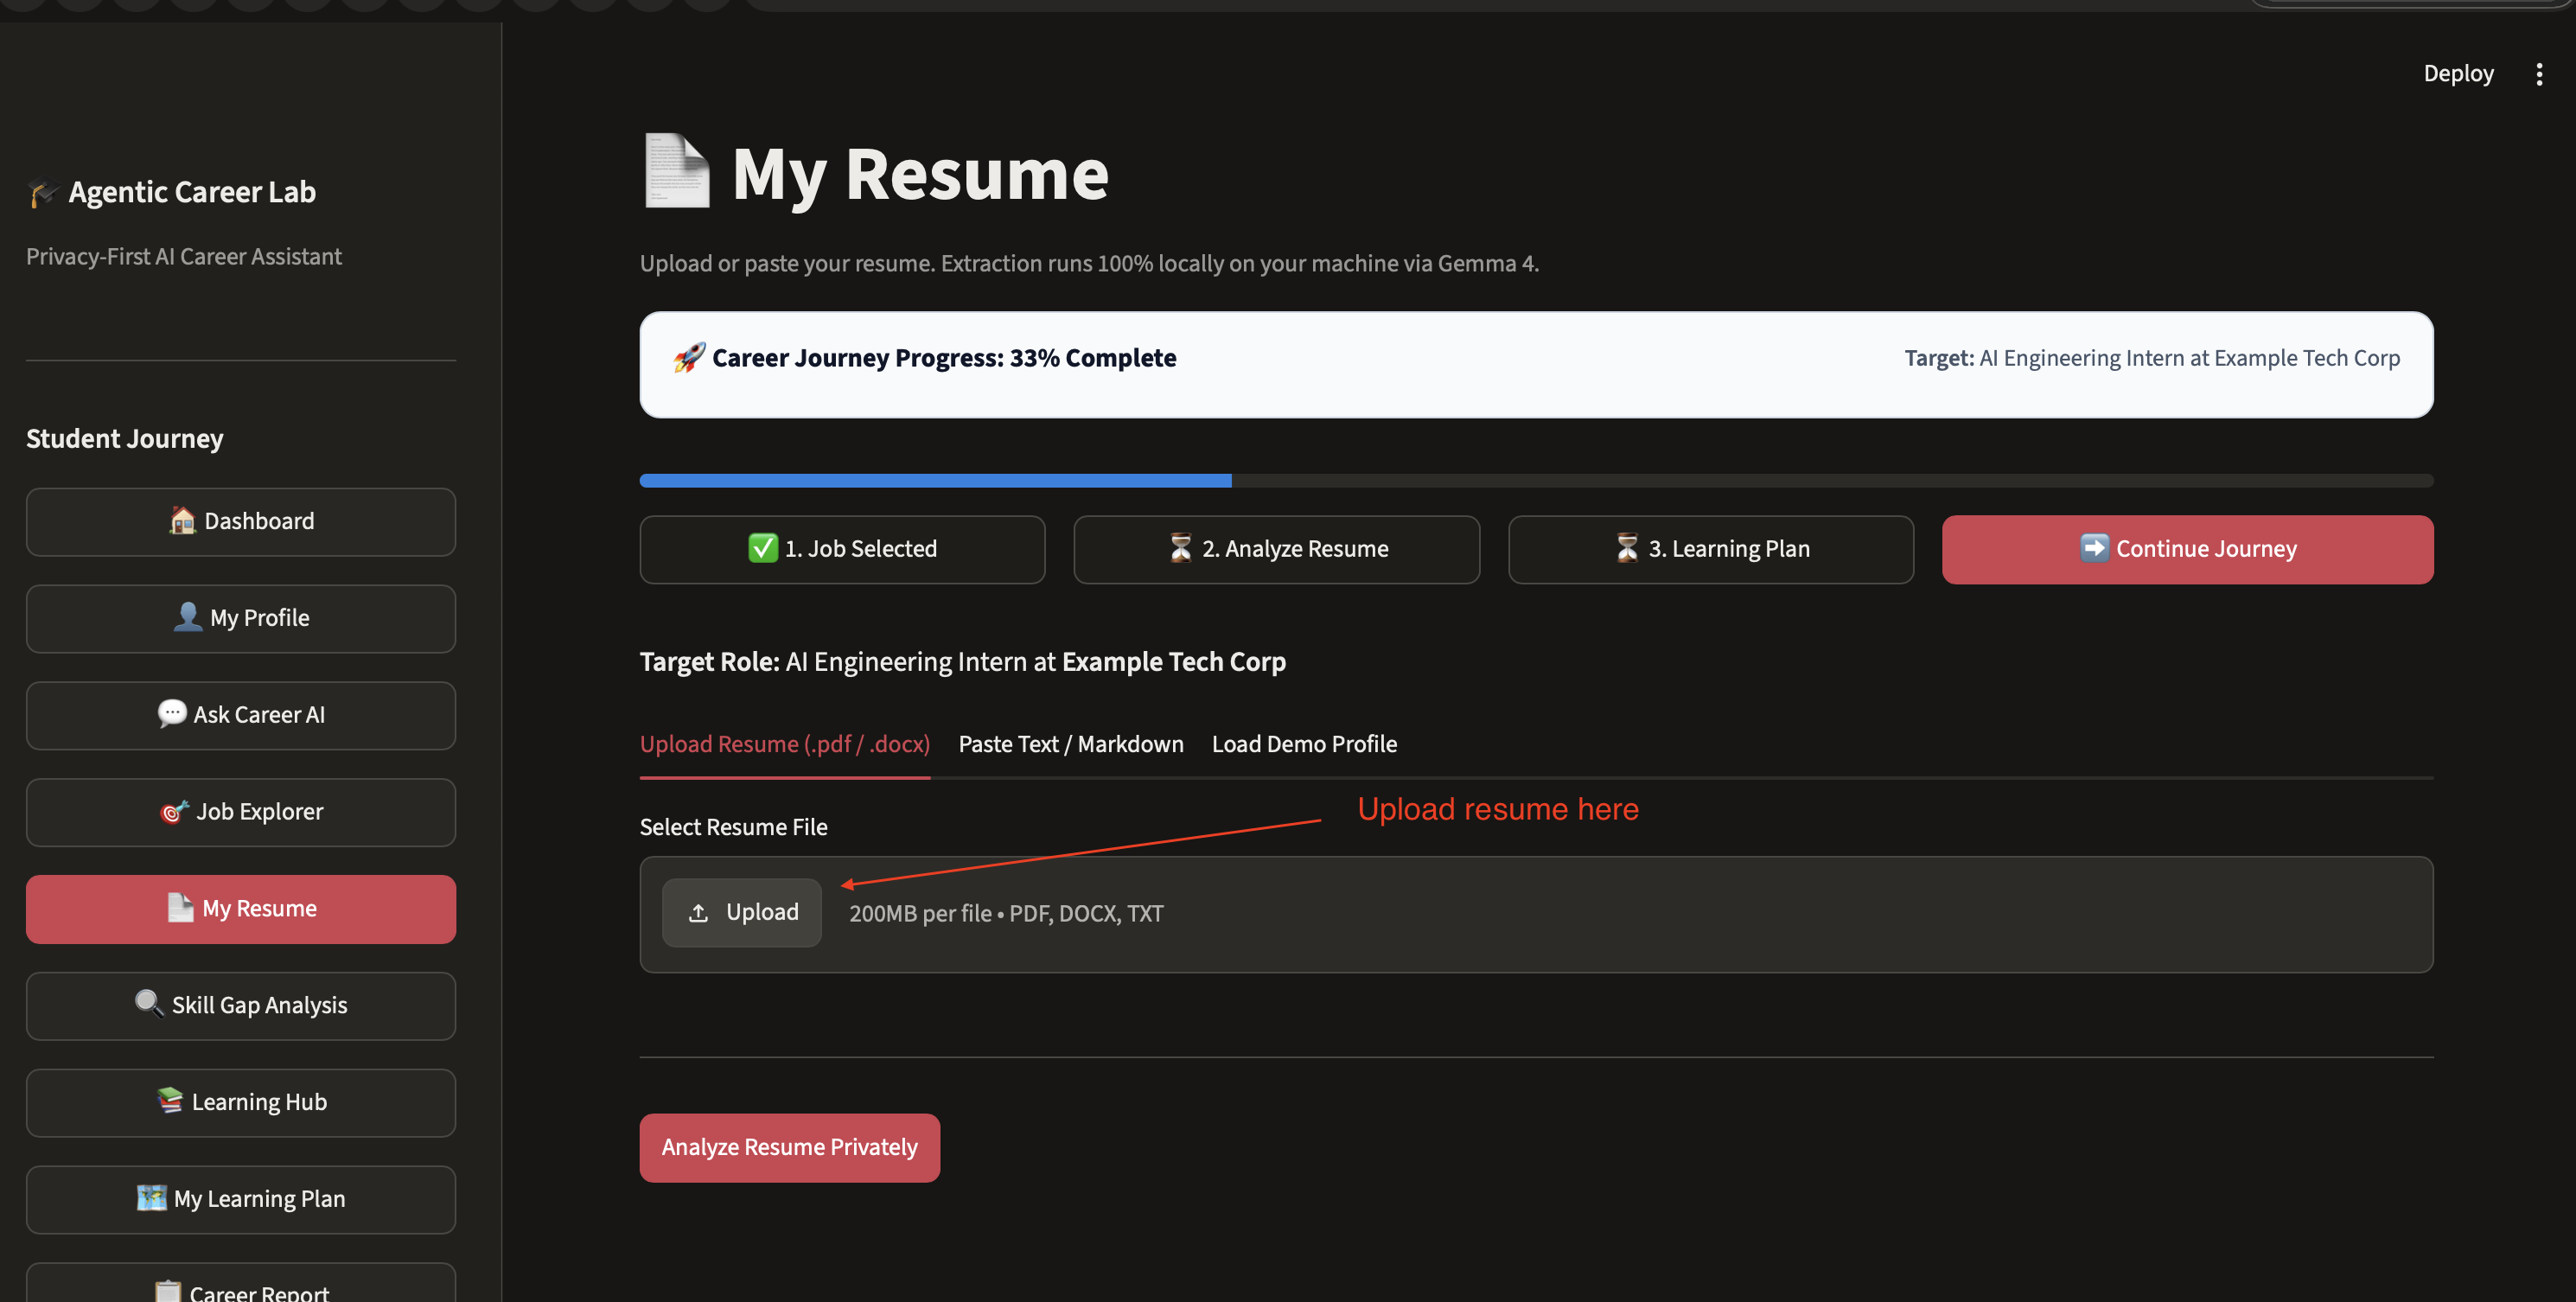 Deploy
🎓 Agentic Career Lab
Privacy-First AI Career Assistant
Student Journey
🏠 Dashboard
👤 My Profile
💬 Ask Career AI
🎯 Job Explorer
📄 My Resume
🔍 Skill Gap Analysis
📚 Learning Hub
🗺️ My Learning Plan
📋 Career Report
📄 My Resume
Upload or paste your resume. Extraction runs 100% locally on your machine via Gemma 4.
🚀 Career Journey Progress: 33% Complete
Target: AI Engineering Intern at Example Tech Corp
✅ 1. Job Selected
⏳ 2. Analyze Resume
⏳ 3. Learning Plan
➡️ Continue Journey
Target Role: AI Engineering Intern at Example Tech Corp
Upload Resume (.pdf / .docx)
Paste Text / Markdown
Load Demo Profile
Upload resume here
Select Resume File
Upload
200MB per file • PDF, DOCX, TXT
Analyze Resume Privately